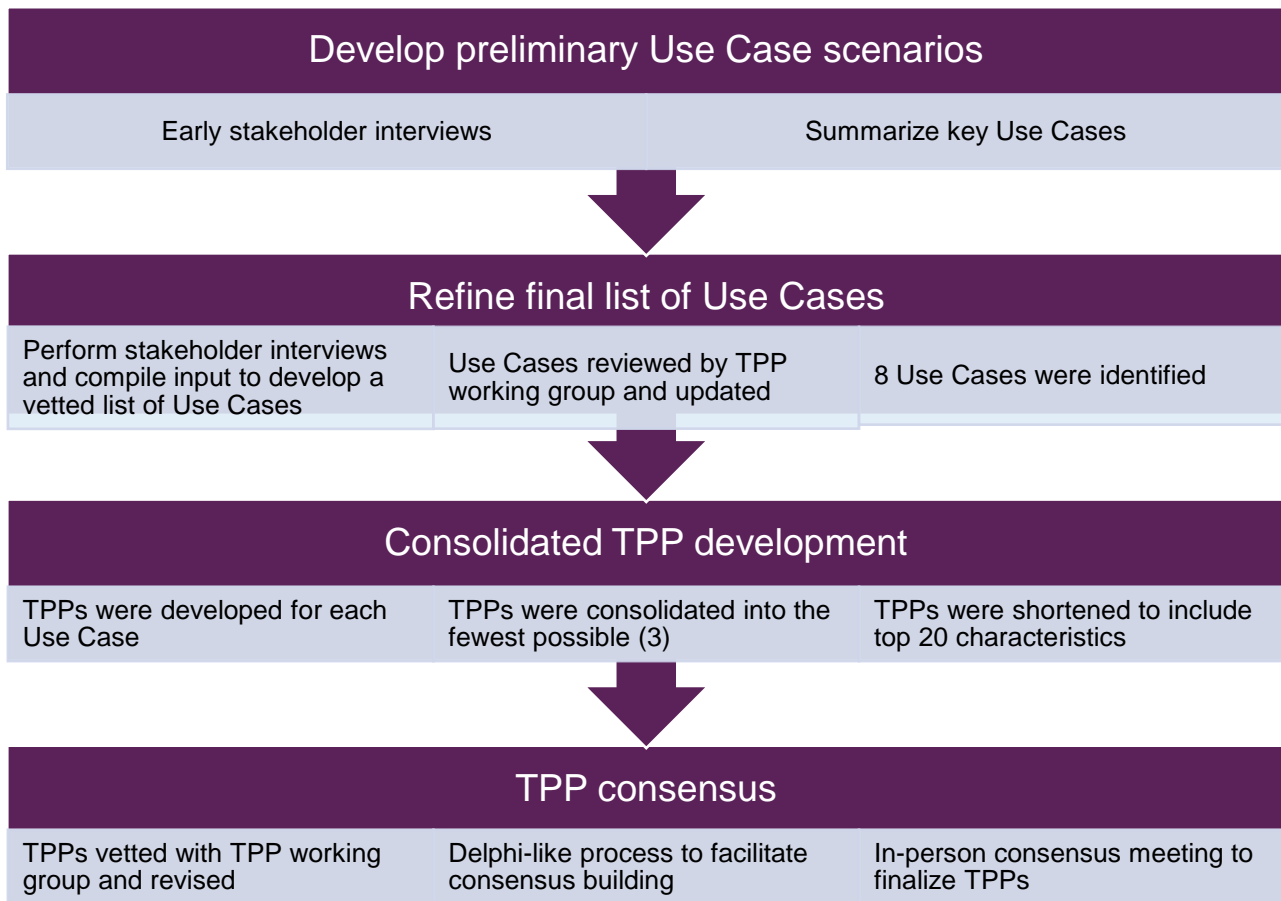 Develop preliminary Use Case scenarios
Early stakeholder interviews
Summarize key Use Cases
Refine final list of Use Cases
Perform stakeholder interviews
and compile input to develop a
vetted list of Use Cases
Use Cases reviewed by TPP
working group and updated
8 Use Cases were identified
Consolidated TPP development
TPPs were developed for each
Use Case
TPPs were consolidated into the
fewest possible (3)
TPPs were shortened to include
top 20 characteristics
TPP consensus
TPPs vetted with TPP working
group and revised
Delphi-like process to facilitate
consensus building
In-person consensus meeting to
finalize TPPs